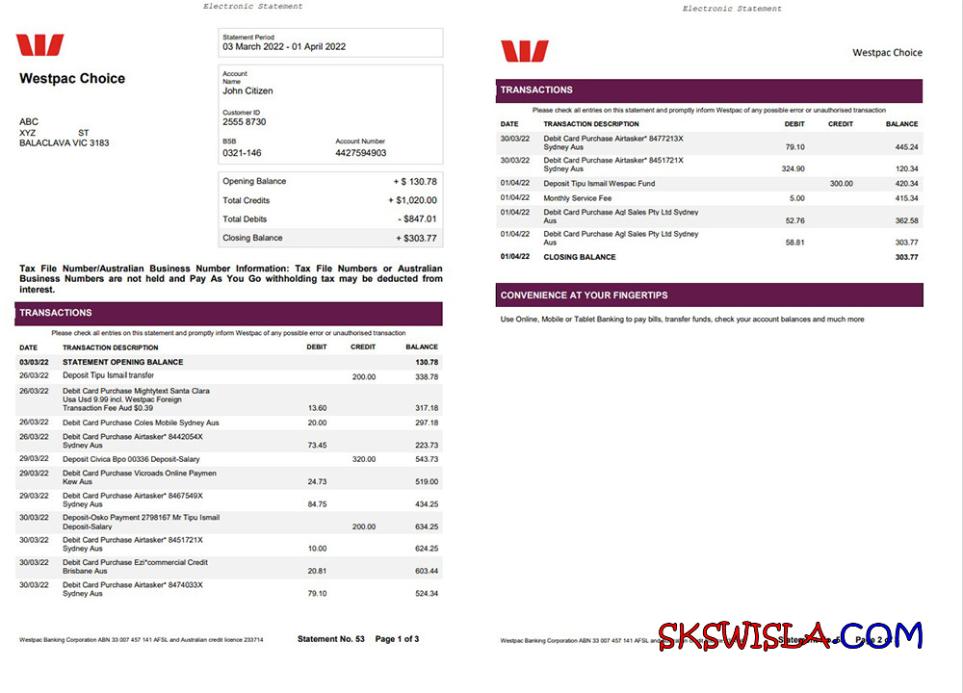 Electronic Statement
Westpac Choice
ABC
XYZ ST
BALACLAVA VIC 3183
Statement Period
03 March 2022 - 01 April 2022
Account
Name
John Citizen
Customer ID
2555 8730
BSB Account Number
0321-146 4427594903
Opening Balance + $ 130.78
Total Credits + $1,020.00
Total Debits - $847.01
Closing Balance + $303.77
Tax File Number/Australian Business Number Information: Tax File Numbers or Australian
Business Numbers are not held and Pay As You Go withholding tax may be deducted from
interest.
TRANSACTIONS
Please check all entries on this statement and promptly inform Westpac of any possible error or unauthorised transaction
DATE TRANSACTION DESCRIPTION DEBIT CREDIT BALANCE
03/03/22 STATEMENT OPENING BALANCE 130.78
26/03/22 Deposit Tipu Ismail transfer 200.00 338.78
26/03/22 Debit Card Purchase Mightytext Santa Clara
Usa Usd 9.99 incl. Westpac Foreign
Transaction Fee Aud $0.39 13.60 317.18
26/03/22 Debit Card Purchase Coles Mobile Sydney Aus 20.00 297.18
26/03/22 Debit Card Purchase Airtasker* 8442054X
Sydney Aus 73.45 223.73
29/03/22 Deposit Civica Bpo 00336 Deposit-Salary 320.00 543.73
29/03/22 Debit Card Purchase Vicroads Online Paymen
Kew Aus 24.73 519.00
29/03/22 Debit Card Purchase Airtasker* 8467549X
Sydney Aus 84.75 434.25
30/03/22 Deposit-Osko Payment 2798167 Mr Tipu Ismail
Deposit-Salary 200.00 634.25
30/03/22 Debit Card Purchase Airtasker* 8451721X
Sydney Aus 10.00 624.25
30/03/22 Debit Card Purchase Ezi*commercial Credit
Brisbane Aus 20.81 603.44
30/03/22 Debit Card Purchase Airtasker* 8474033X
Sydney Aus 79.10 524.34
Westpac Banking Corporation ABN 33 007 457 141 AFSL and Australian credit licence 233714 Statement No. 53 Page 1 of 3
Electronic Statement
Westpac Choice
TRANSACTIONS
Please check all entries on this statement and promptly inform Westpac of any possible error or unauthorised transaction
DATE TRANSACTION DESCRIPTION DEBIT CREDIT BALANCE
30/03/22 Debit Card Purchase Airtasker* 8477213X
Sydney Aus 79.10 445.24
30/03/22 Debit Card Purchase Airtasker* 8451721X
Sydney Aus 324.90 120.34
01/04/22 Deposit Tipu Ismail Wespac Fund 300.00 420.34
01/04/22 Monthly Service Fee 5.00 415.34
01/04/22 Debit Card Purchase Aql Sales Pty Ltd Sydney
Aus 52.76 362.58
01/04/22 Debit Card Purchase Agl Sales Pty Ltd Sydney
Aus 58.81 303.77
01/04/22 CLOSING BALANCE 303.77
CONVENIENCE AT YOUR FINGERTIPS
Use Online, Mobile or Tablet Banking to pay bills, transfer funds, check your account balances and much more
Westpac Banking Corporation ABN 33 007 457 141 AFSL and
SKSWISLA.COM